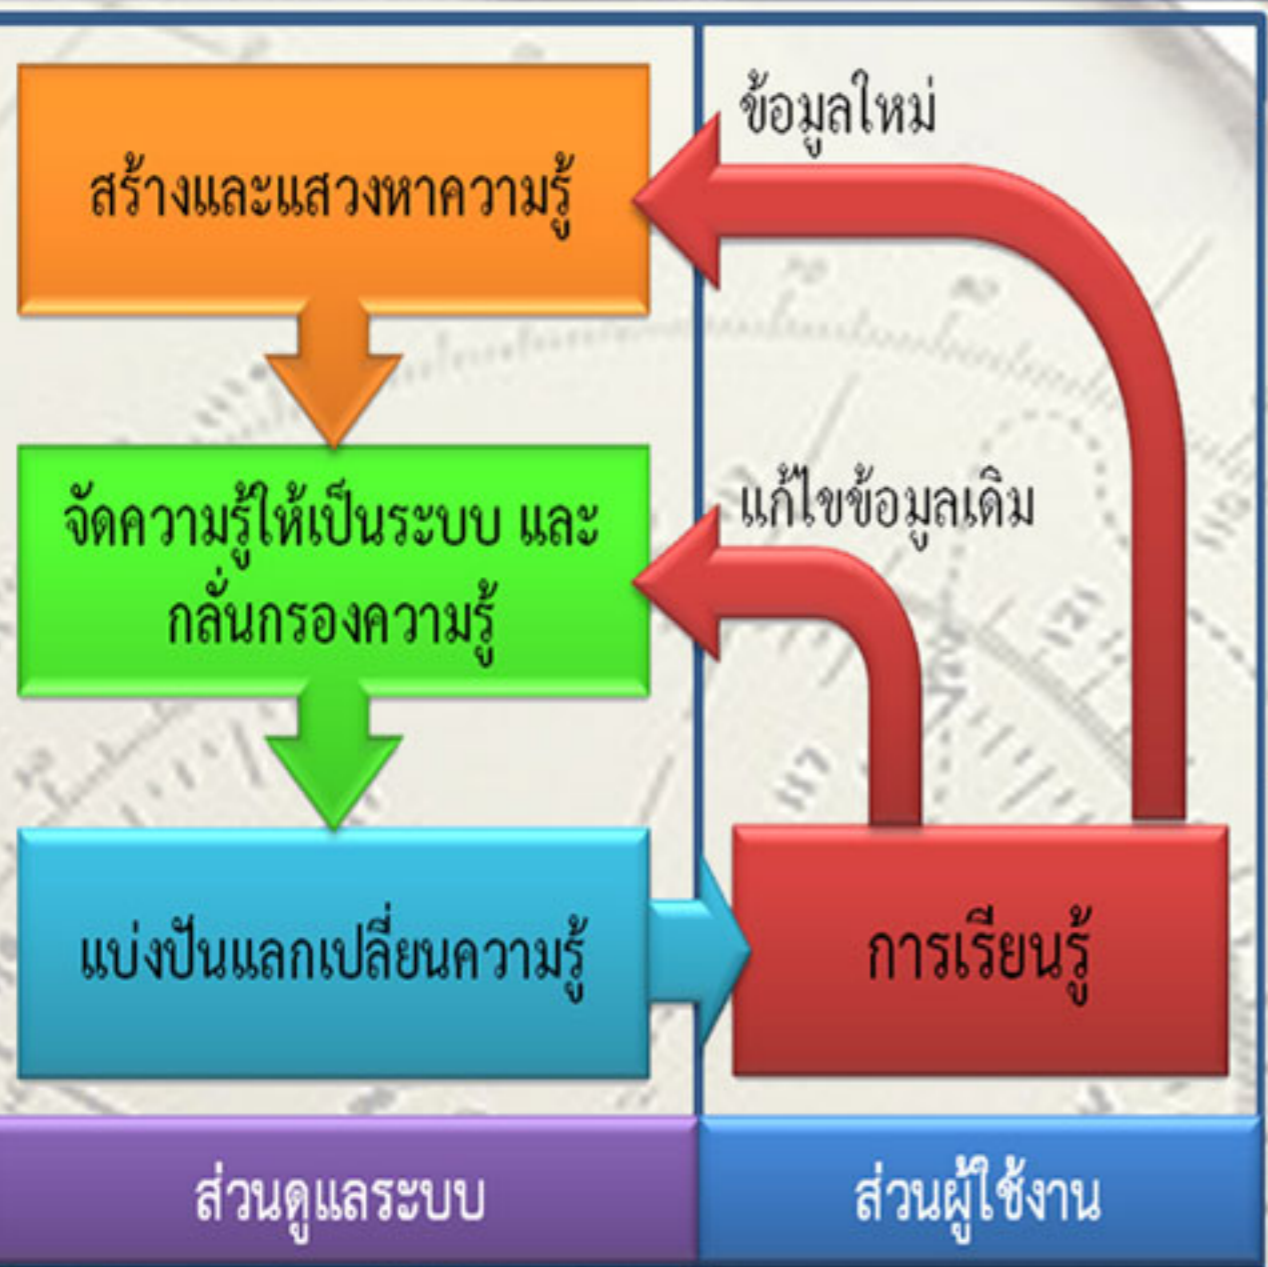 ข้อมูลใหม่
สร้างและแสวงหาความรู้
แก้ไขข้อมูลเดิม
จัดความรู้ให้เป็นระบบ และ
กลั่นกรองความรู้
แบ่งปันแลกเปลี่ยนความรู้
การเรียนรู้
ส่วนดูแลระบบ
ส่วนผู้ใช้งาน
70
80
110
121
117